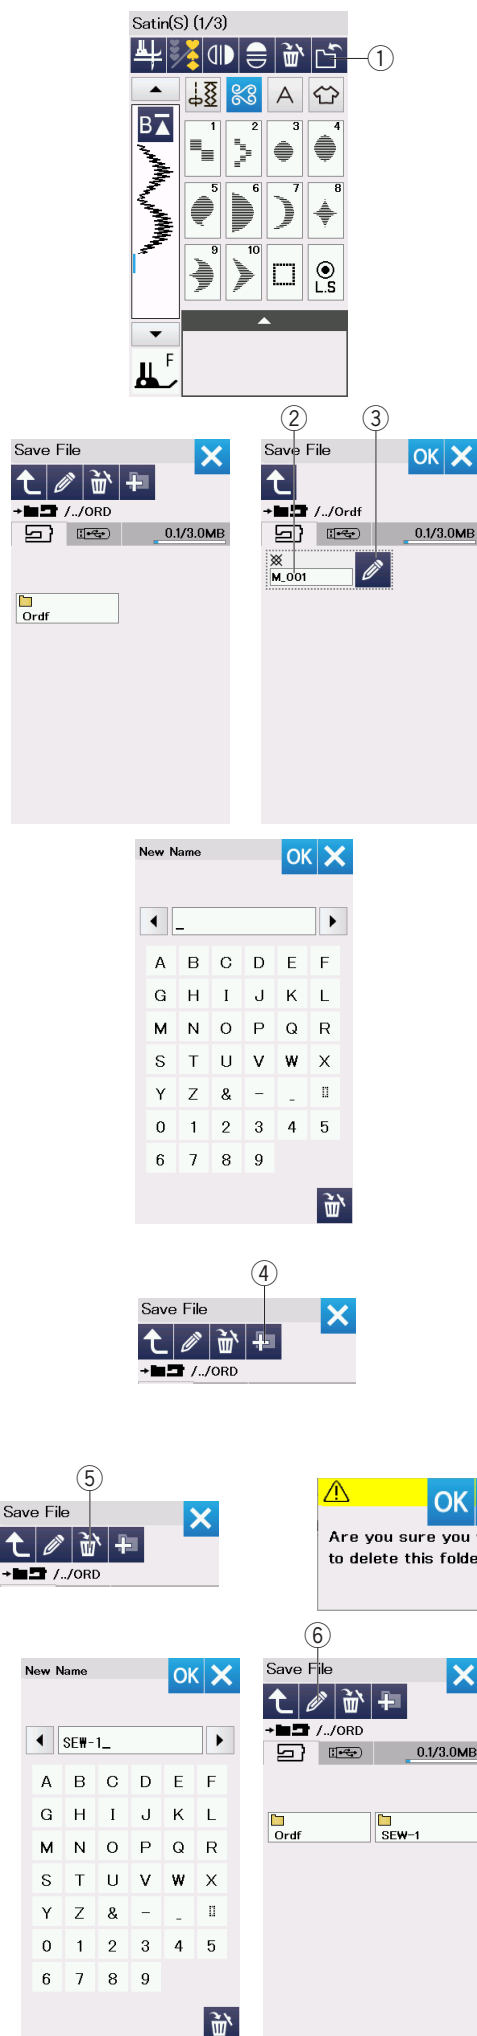 Satin(S) (1/3)
1
B
1 2 3 4
5 6 7 8
9 10
L.S
F
2 3
Save File
/../ORD
0.1/3.0MB
Ordf
Save File OK
/../Ordf
0.1/3.0MB
M_001
New Name OK
_
A B C D E F
G H I J K L
M N O P Q R
S T U V W X
Y Z & - _
0 1 2 3 4 5
6 7 8 9
4
Save File
/../ORD
5
Save File
/../ORD
OK
Are you sure you
to delete this folde
6
New Name OK
SEW-1_
A B C D E F
G H I J K L
M N O P Q R
S T U V W X
Y Z & - _
0 1 2 3 4 5
6 7 8 9
Save File
/../ORD
0.1/3.0MB
Ordf SEW-1